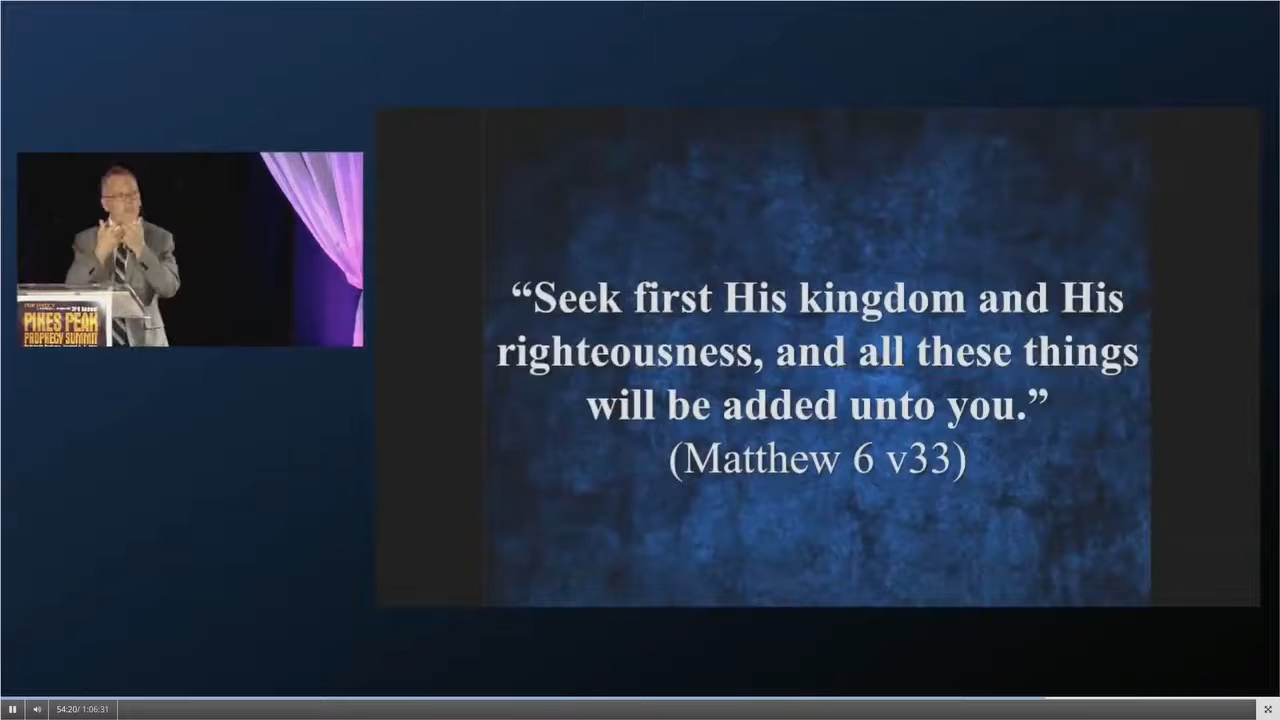 PIKES PEAK
PROPHECY SUMMIT
“Seek first His kingdom and His
righteousness, and all these things
will be added unto you.”
(Matthew 6 v33)
54:20/ 1:06:31